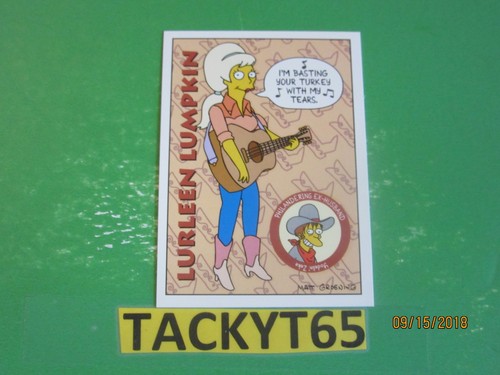 LURLEEN LUMPKIN
I'M BASTING
YOUR TURKEY
WITH MY
TEARS.
PHILANDERING EX-HUSBAND
MATT GROENING
TACKYT65
09/15/2018